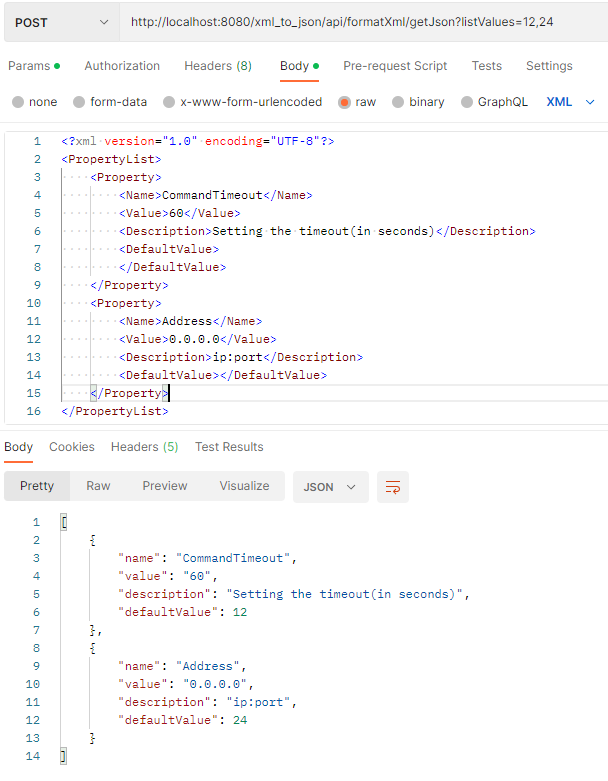 POST http://localhost:8080/xml_to_json/api/formatXml/getJson?listValues=12,24
Params Authorization Headers (8) Body Pre-request Script Tests Settings
none form-data x-www-form-urlencoded raw binary GraphQL XML
1 <?xml version="1.0" encoding="UTF-8"?>
2 <PropertyList>
3 <Property>
4 <Name>CommandTimeout</Name>
5 <Value>60</Value>
6 <Description>Setting the timeout(in seconds)</Description>
7 <DefaultValue>
8 </DefaultValue>
9 </Property>
10 <Property>
11 <Name>Address</Name>
12 <Value>0.0.0.0</Value>
13 <Description>ip:port</Description>
14 <DefaultValue></DefaultValue>
15 </Property>
16 </PropertyList>
Body Cookies Headers (5) Test Results
Pretty Raw Preview Visualize JSON
1 [
2 {
3 "name": "CommandTimeout",
4 "value": "60",
5 "description": "Setting the timeout(in seconds)",
6 "defaultValue": 12
7 },
8 {
9 "name": "Address",
10 "value": "0.0.0.0",
11 "description": "ip:port",
12 "defaultValue": 24
13 }
14 ]